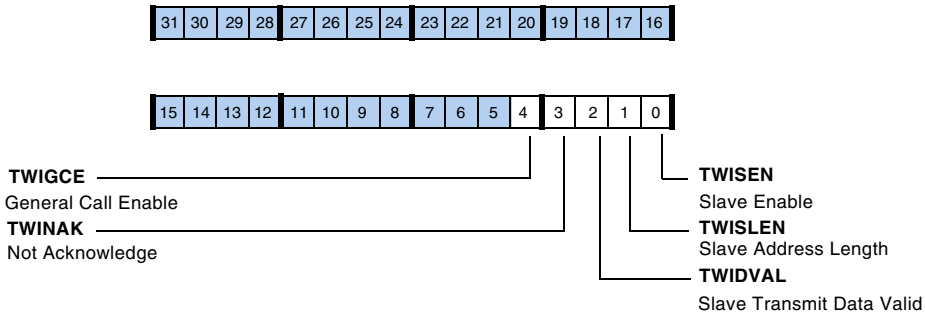 31 30 29 28 27 26 25 24 23 22 21 20 19 18 17 16
15 14 13 12 11 10 9 8 7 6 5 4 3 2 1 0
TWIGCE
General Call Enable
TWINAK
Not Acknowledge
TWISEN
Slave Enable
TWISLEN
Slave Address Length
TWIDVAL
Slave Transmit Data Valid